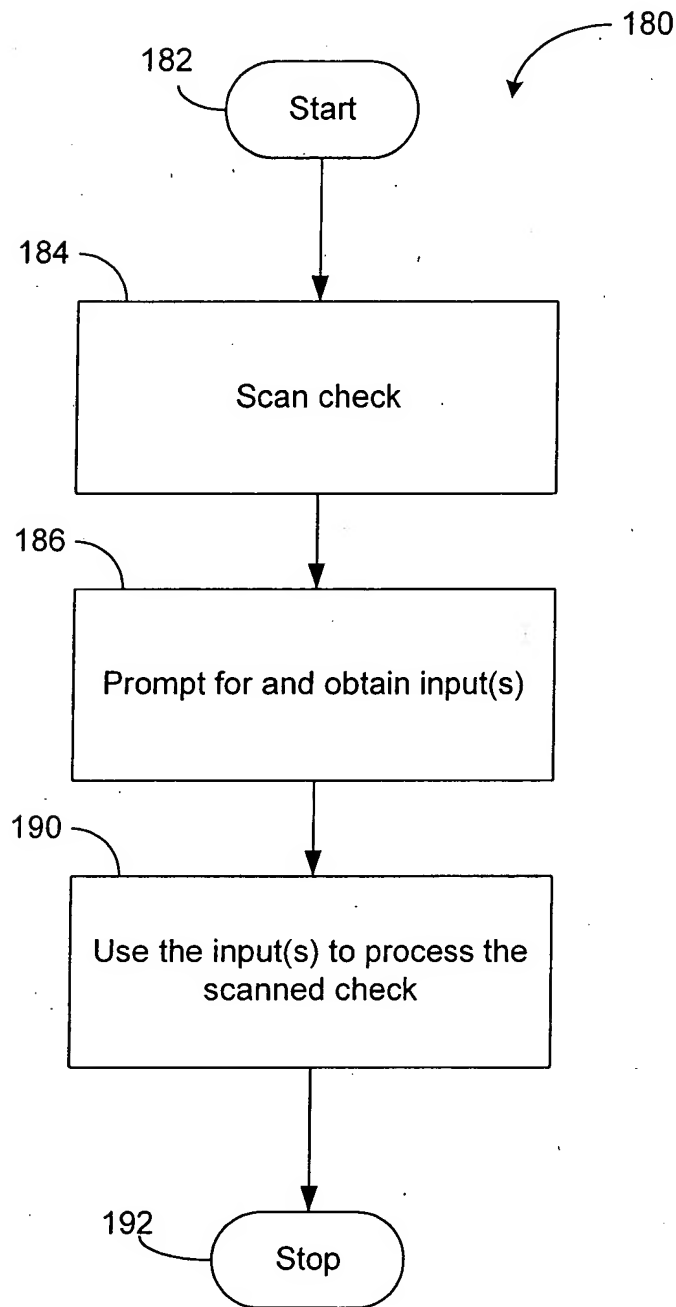 180
182
Start
184
Scan check
186
Prompt for and obtain input(s)
190
Use the input(s) to process the
scanned check
192
Stop